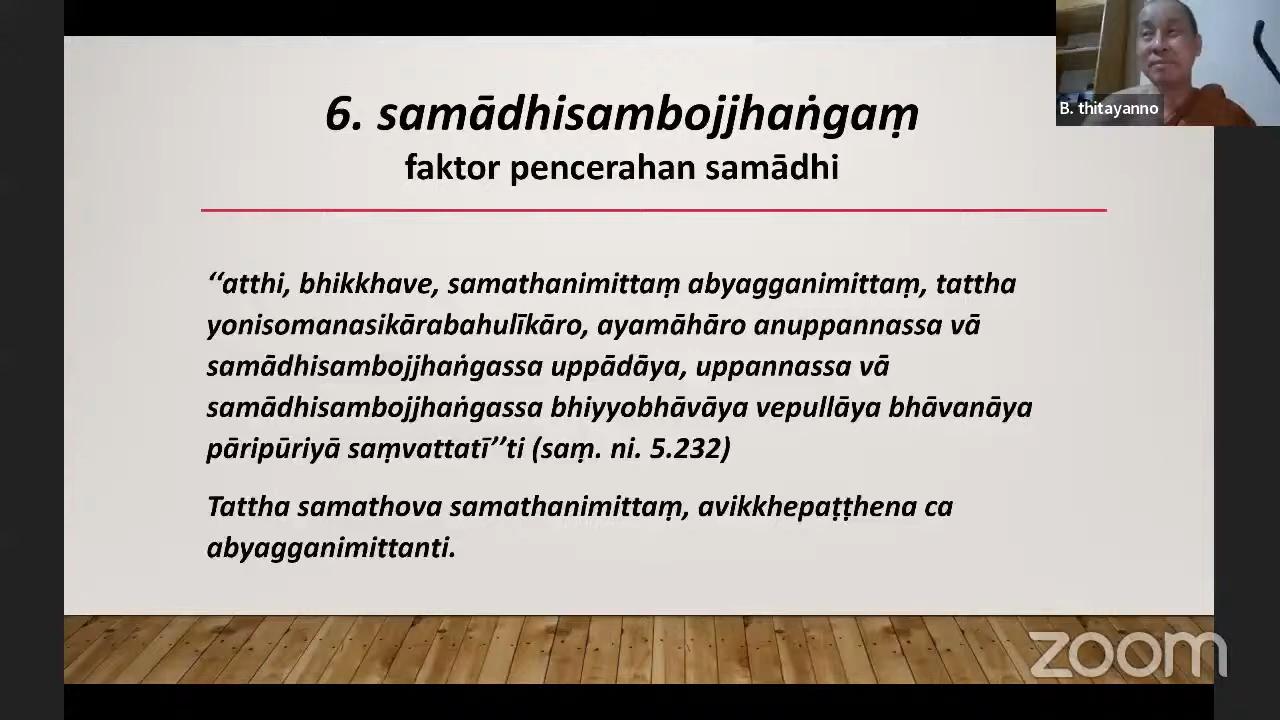 6. samādhisambojjhaṅgaṃ
faktor pencerahan samādhi
B. thitayanno
‘‘atthi, bhikkhave, samathanimittaṃ abyagganimittaṃ, tattha
yonisomanasikārabahulīkāro, ayamāhāro anuppannassa vā
samādhisambojjhaṅgassa uppādāya, uppannassa vā
samādhisambojjhaṅgassa bhiyyobhāvāya vepullāya bhāvanāya
pāripūriyā saṃvattatī’’ti (saṃ. ni. 5.232)
Tattha samathova samathanimittaṃ, avikkhepaṭṭhena ca
abyagganimittanti.
zoom